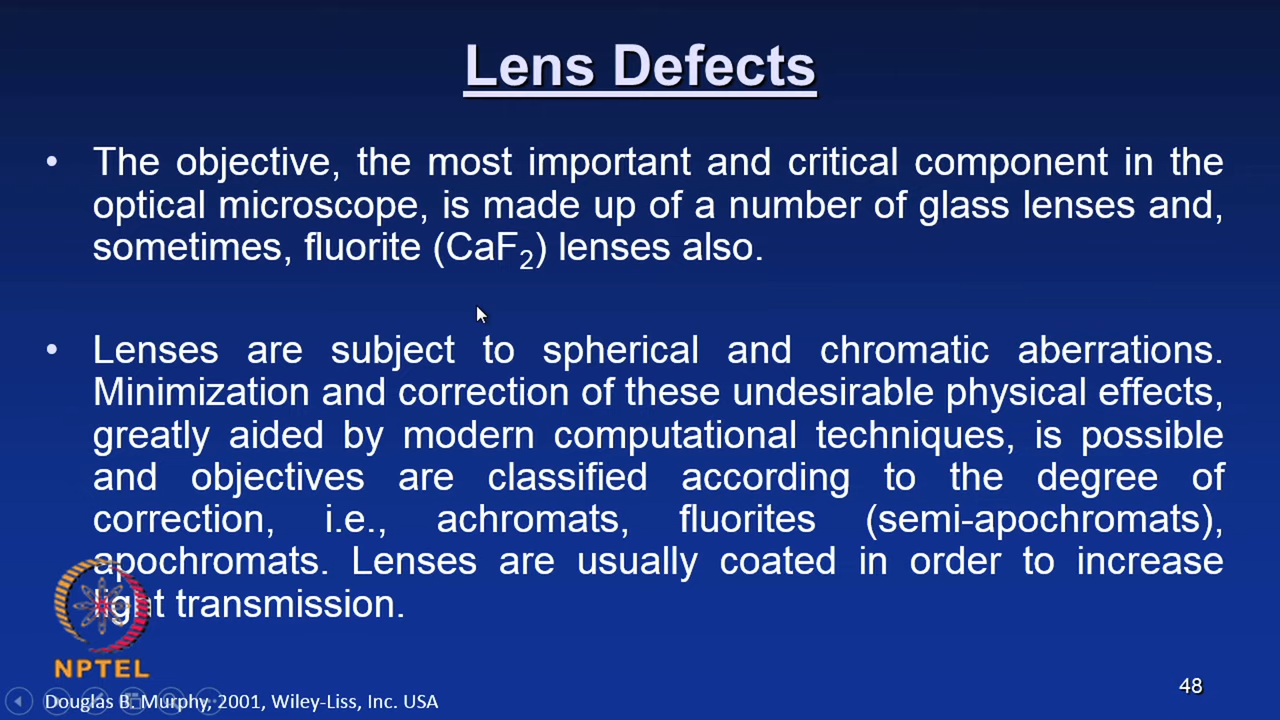 Lens Defects
• The objective, the most important and critical component in the
optical microscope, is made up of a number of glass lenses and,
sometimes, fluorite (CaF₂) lenses also.
• Lenses are subject to spherical and chromatic aberrations.
Minimization and correction of these undesirable physical effects,
greatly aided by modern computational techniques, is possible
and objectives are classified according to the degree of
correction, i.e., achromats, fluorites (semi-apochromats),
apochromats. Lenses are usually coated in order to increase
light transmission.
NPTEL
Douglas B. Murphy, 2001, Wiley-Liss, Inc. USA
48